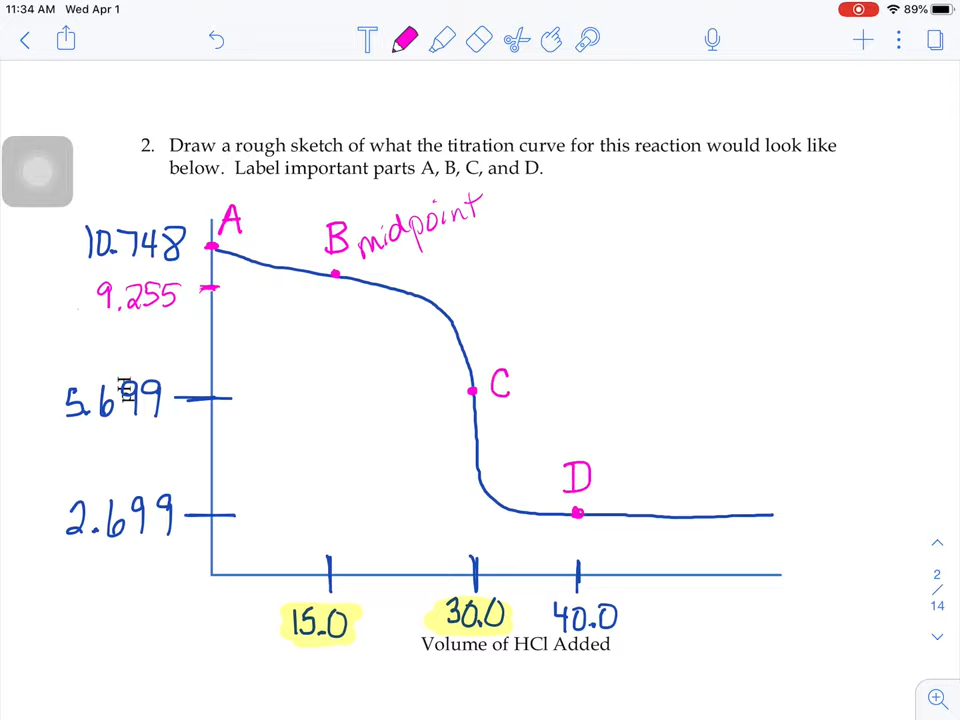 11:34 AM Wed Apr 1
89%
T
2. Draw a rough sketch of what the titration curve for this reaction would look like
below. Label important parts A, B, C, and D.
A
10.748
B midpoint
9.255
5.699
C
D
2.699
15.0
30.0
40.0
Volume of HCl Added
2
/
14